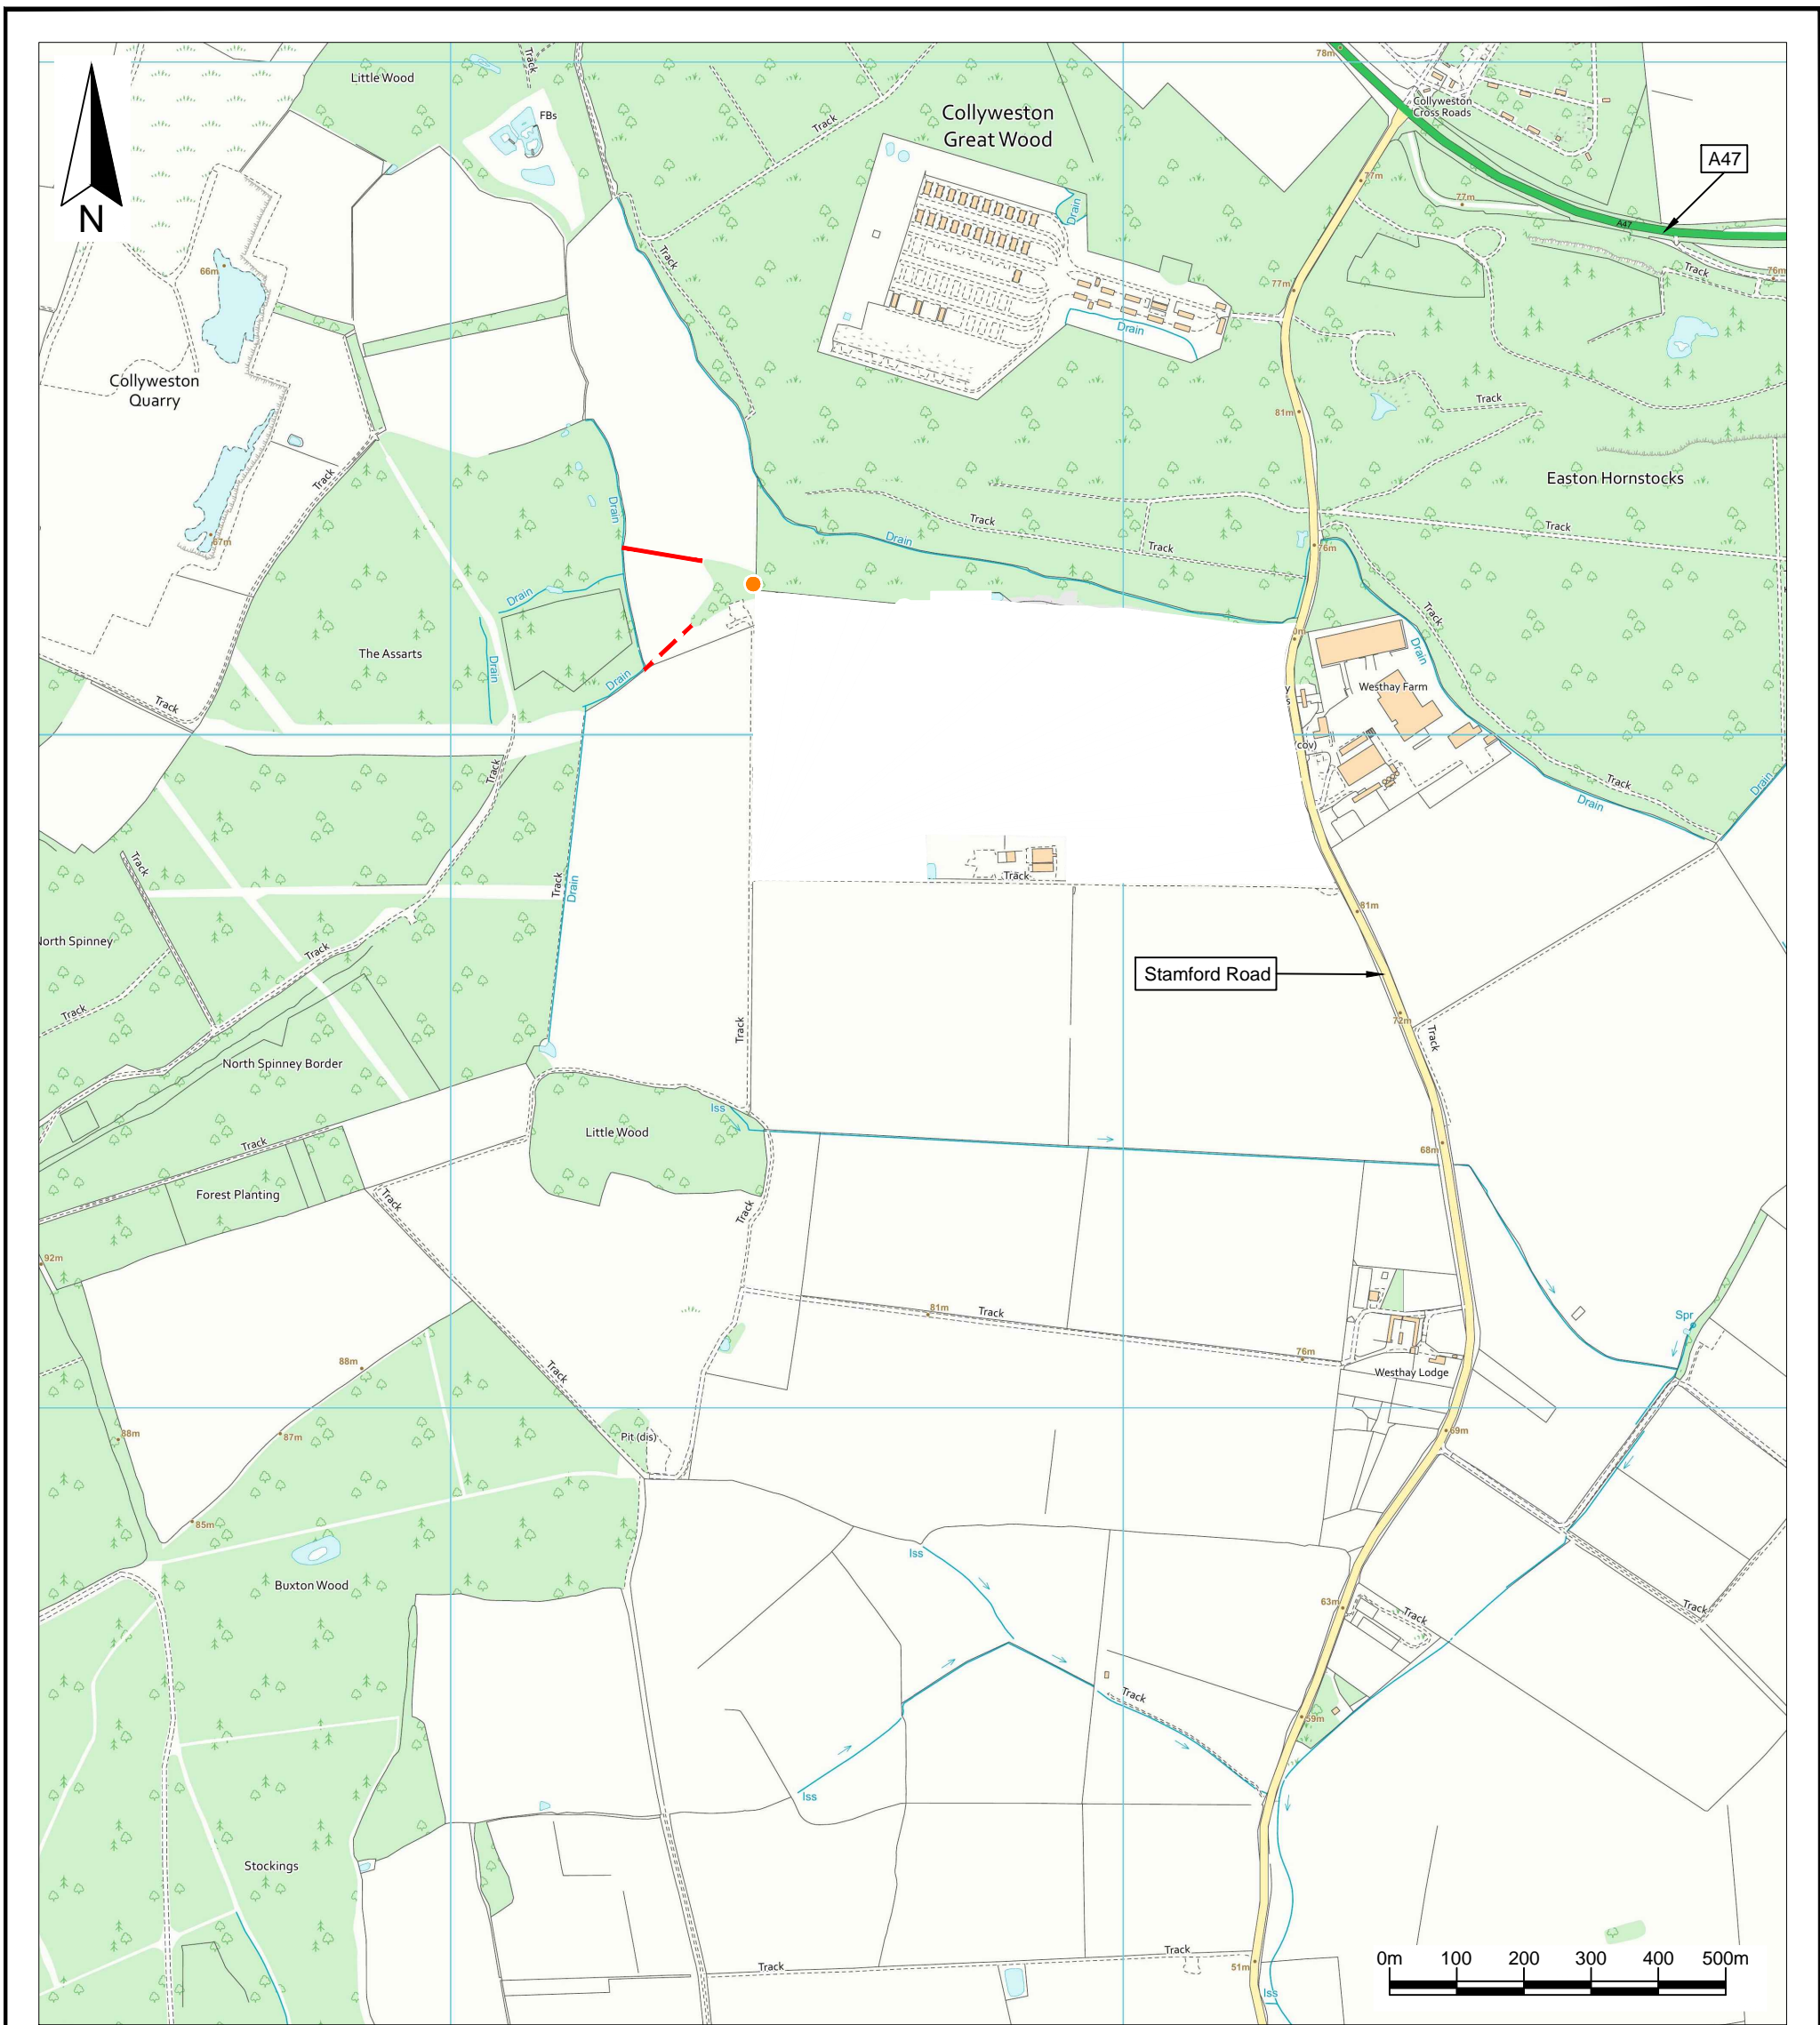 78m
Little Wood
Track
Collyweston
Great Wood
Collyweston
Cross Roads
FBs
Track
A47
N
77m
77m
Drain
A47
Track
Track
76m
66m
77m
Drain
Collyweston
Quarry
81m
Track
Track
Easton Hornstocks
Drain
Track
Track
67m
Drain
Track
76m
Drain
Track
The Assarts
Drain
Drain
Drain
Westhay Farm
Track
(cov)
Track
Track
Drain
Drain
Track
Track
Track
Drain
81m
North Spinney
Track
Stamford Road
Track
72m
Track
Track
North Spinney Border
Iss
Little Wood
Track
68m
Forest Planting
Track
Track
92m
81m
Track
Spr
76m
88m
Track
Westhay Lodge
88m
87m
Pit (dis)
69m
85m
Iss
Buxton Wood
63m
Track
Track
Track
59m
Iss
Stockings
Track
Track
51m
Iss
0m 100 200 300 400 500m